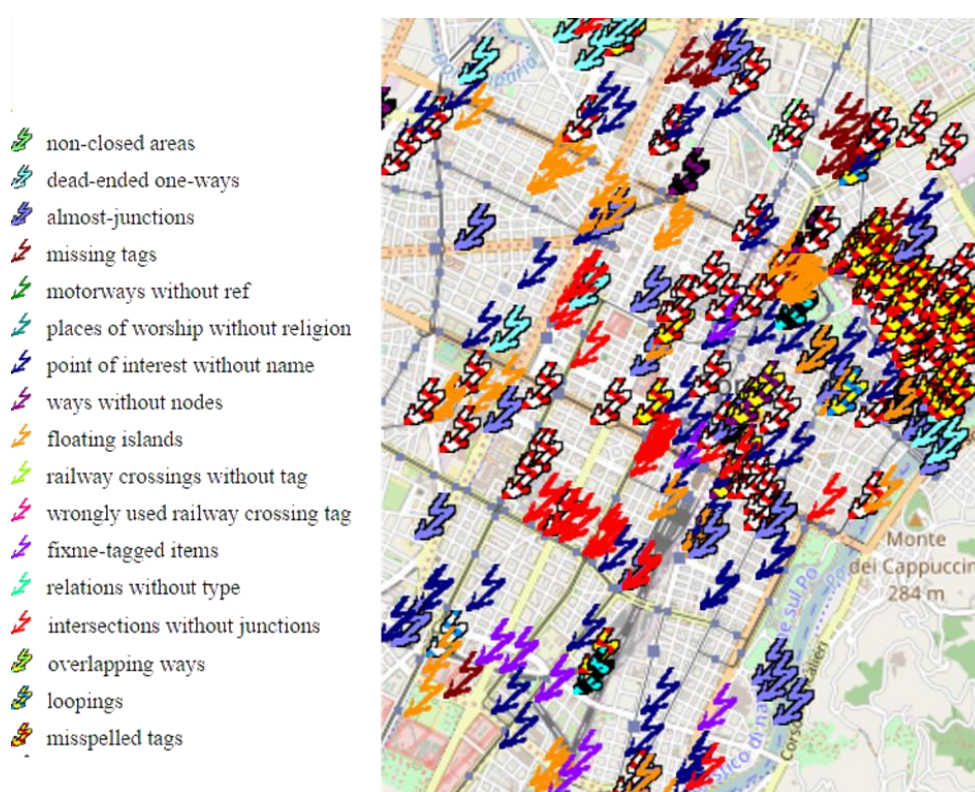 non-closed areas
dead-ended one-ways
almost-junctions
missing tags
motorways without ref
places of worship without religion
point of interest without name
ways without nodes
floating islands
railway crossings without tag
wrongly used railway crossing tag
fixme-tagged items
relations without type
intersections without junctions
overlapping ways
loopings
misspelled tags
Monte
dei Cappuccin
284 m